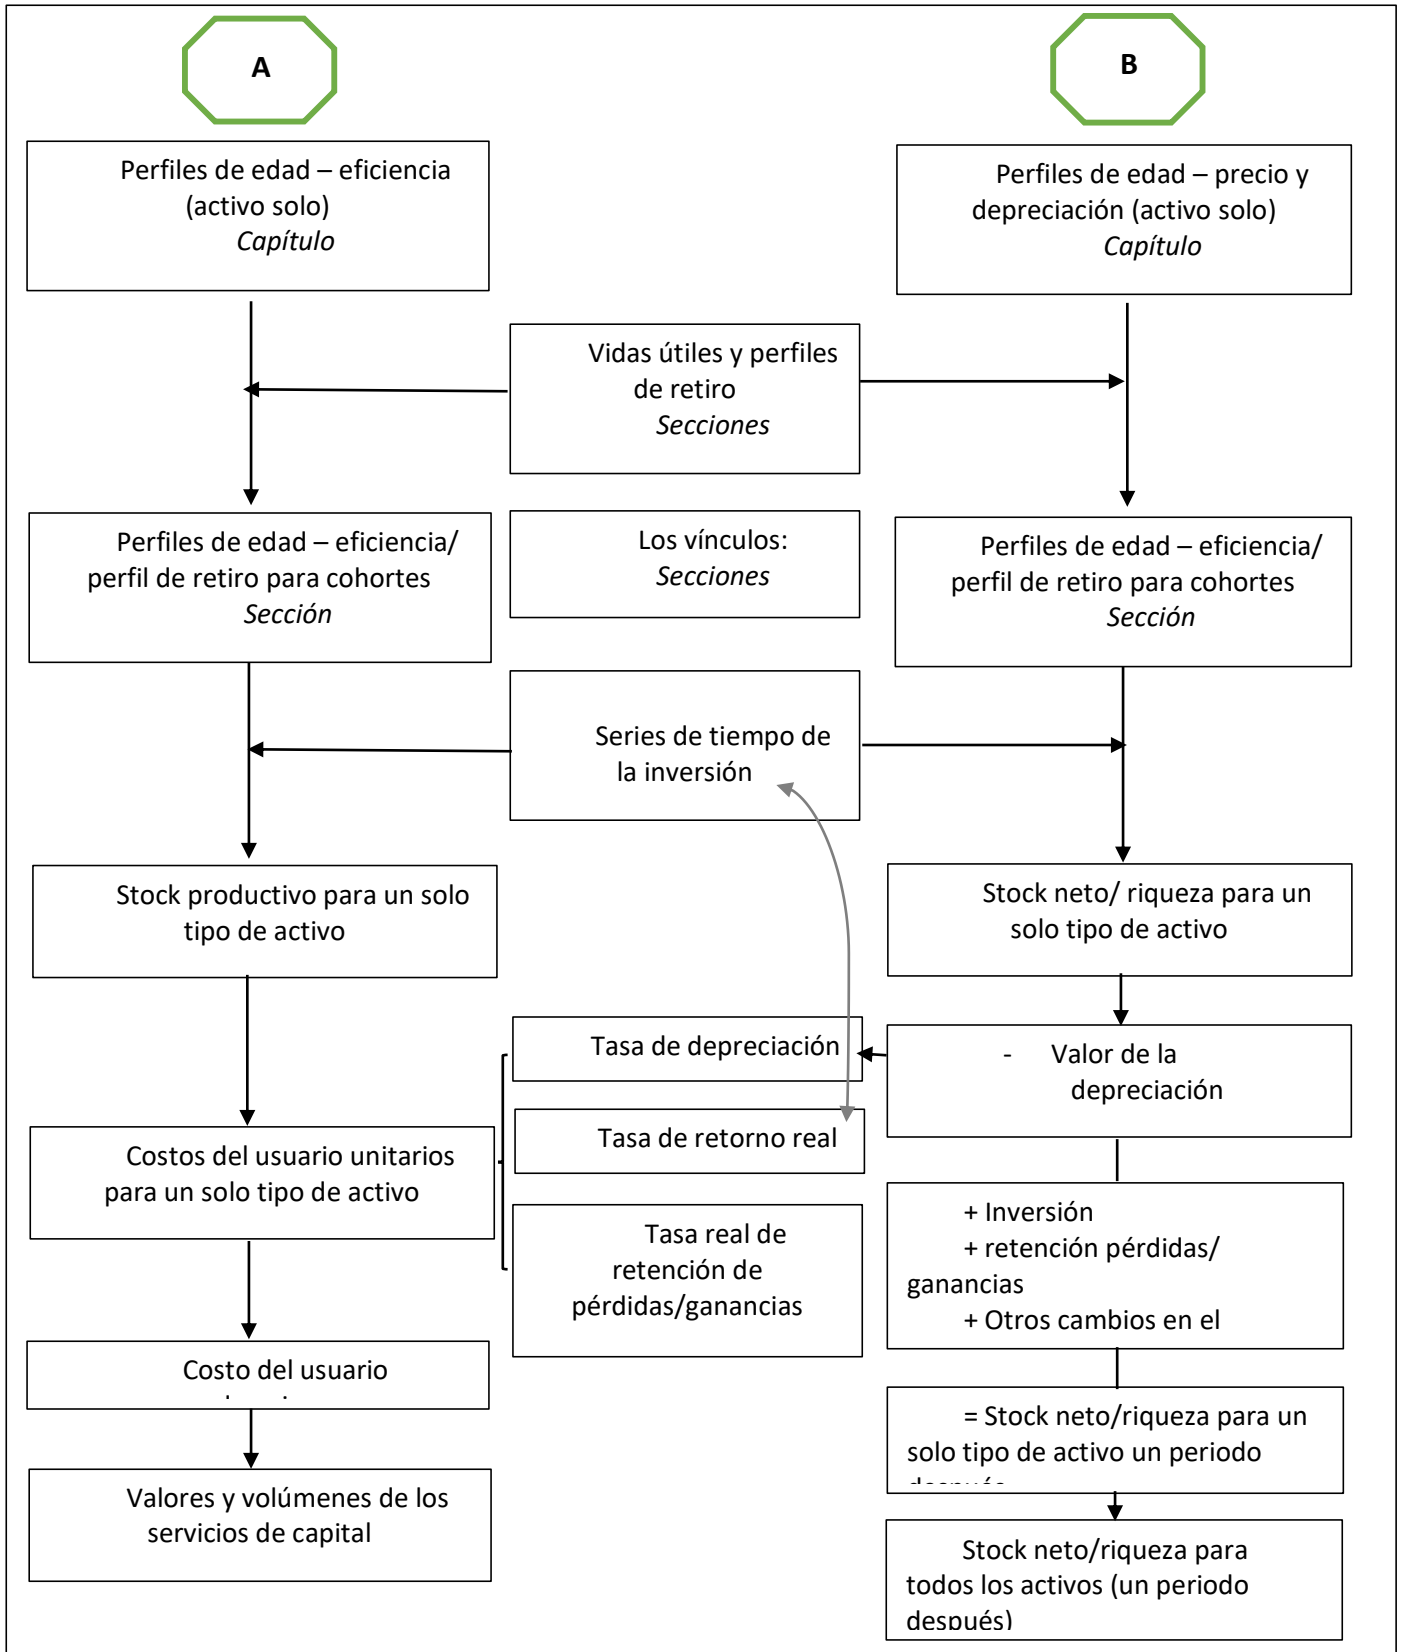 A
B
Perfiles de edad – eficiencia
(activo solo)
Capítulo
Perfiles de edad – precio y
depreciación (activo solo)
Capítulo
Vidas útiles y perfiles
de retiro
Secciones
Perfiles de edad – eficiencia/
perfil de retiro para cohortes
Sección
Los vínculos:
Secciones
Perfiles de edad – eficiencia/
perfil de retiro para cohortes
Sección
Series de tiempo de
la inversión
Stock productivo para un solo
tipo de activo
Stock neto/ riqueza para un
solo tipo de activo
Tasa de depreciación
- Valor de la
depreciación
Tasa de retorno real
Costos del usuario unitarios
para un solo tipo de activo
Tasa real de
retención de
pérdidas/ganancias
+ Inversión
+ retención pérdidas/
ganancias
+ Otros cambios en el
Costo del usuario
= Stock neto/riqueza para un
solo tipo de activo un periodo
después
Valores y volúmenes de los
servicios de capital
Stock neto/riqueza para
todos los activos (un periodo
después)